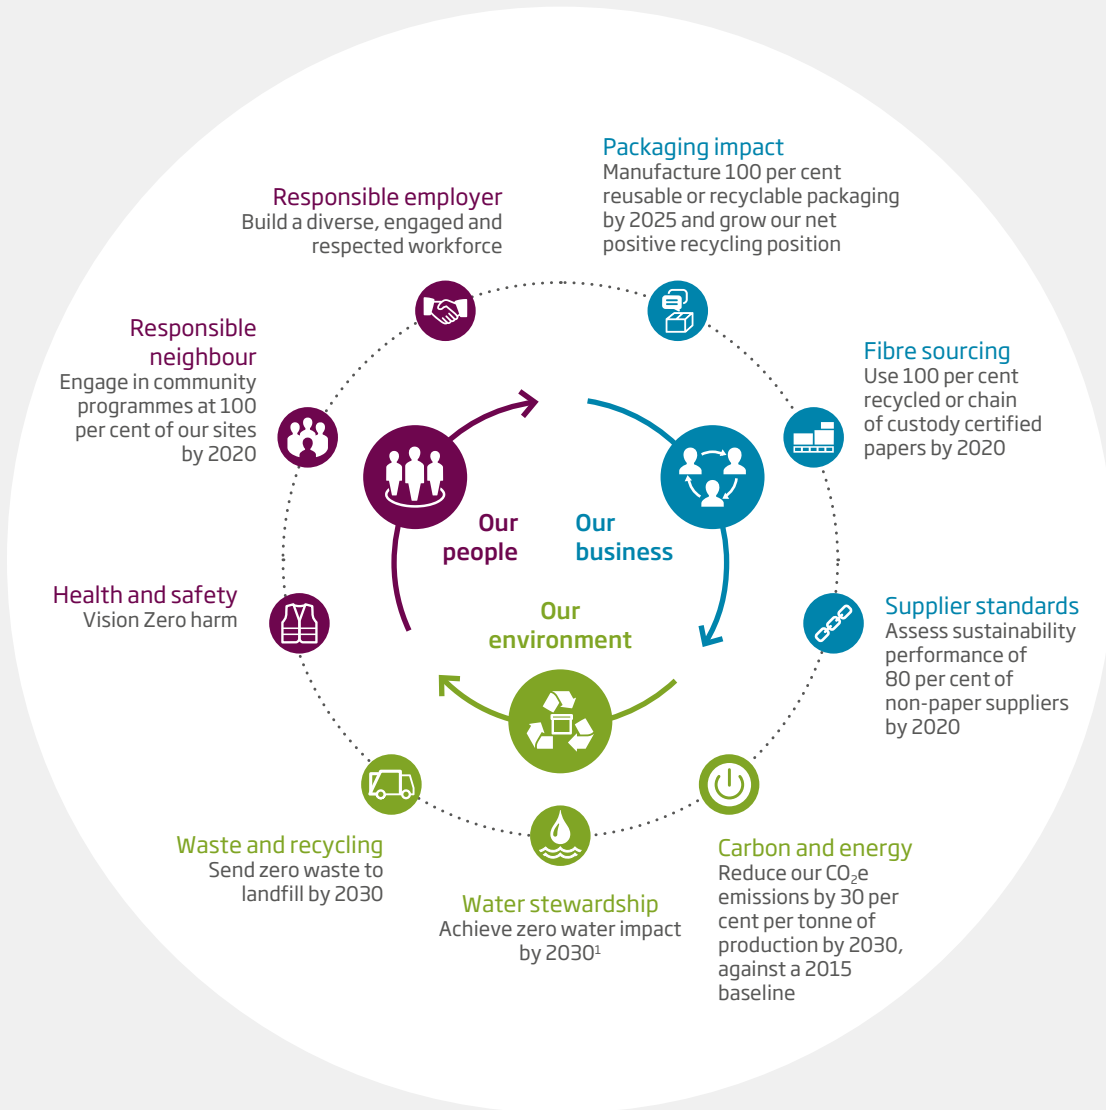 Packaging impact
Manufacture 100 per cent
reusable or recyclable packaging
by 2025 and grow our net
positive recycling position
Responsible employer
Build a diverse, engaged and
respected workforce
Responsible
neighbour
Engage in community
programmes at 100
per cent of our sites
by 2020
Fibre sourcing
Use 100 per cent
recycled or chain
of custody certified
papers by 2020
Our
people
Our
business
Health and safety
Vision Zero harm
Our
environment
Supplier standards
Assess sustainability
performance of
80 per cent of
non-paper suppliers
by 2020
Waste and recycling
Send zero waste to
landfill by 2030
Water stewardship
Achieve zero water impact
by 2030¹
Carbon and energy
Reduce our CO₂e
emissions by 30 per
cent per tonne of
production by 2030,
against a 2015
baseline